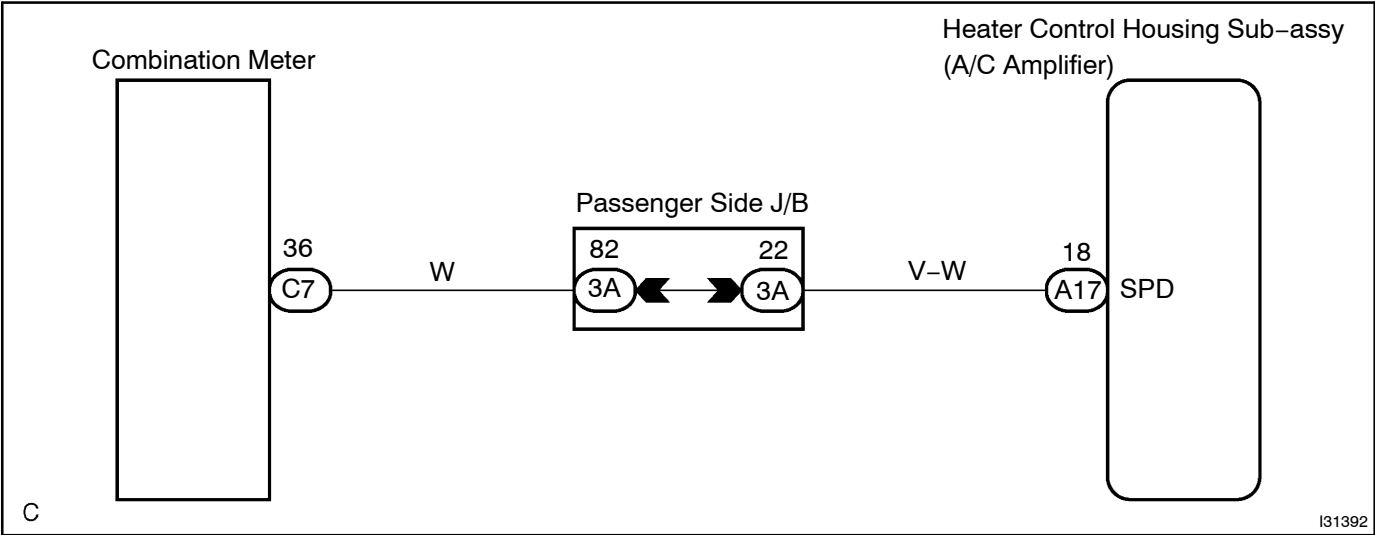 Heater Control Housing Sub−assy
(A/C Amplifier)
Combination Meter
Passenger Side J/B
36
82
22
18
C7
W
3A
3A
V−W
A17
SPD
C
I31392